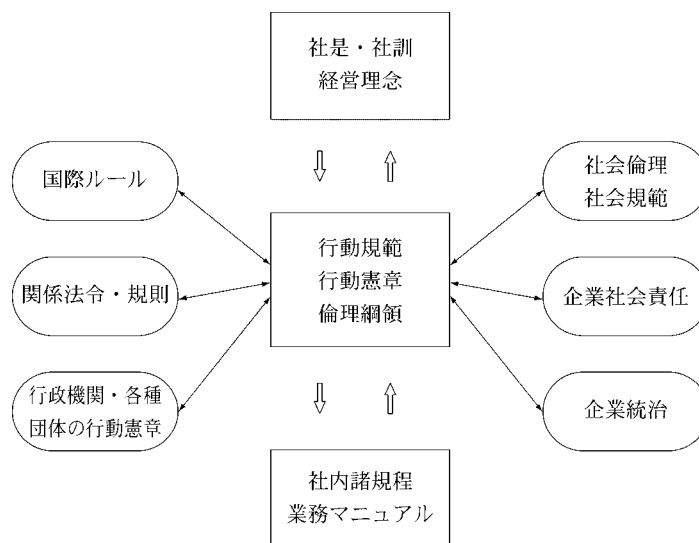 社是・社訓
経営理念
国際ルール
社会倫理
社会規範
行動規範
行動憲章
倫理綱領
関係法令・規則
企業社会責任
行政機関・各種
団体の行動憲章
企業統治
社内諸規程
業務マニュアル